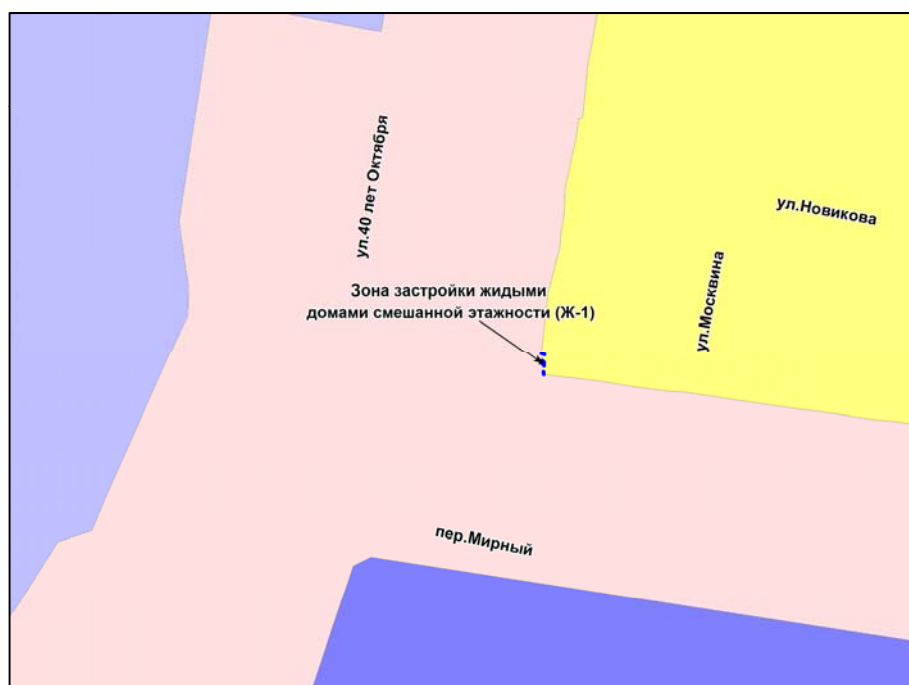 ул.40 лет Октября
ул.Новикова
ул.Москвина
Зона застройки жидыми
домами смешанной этажности (Ж-1)
пер.Мирный